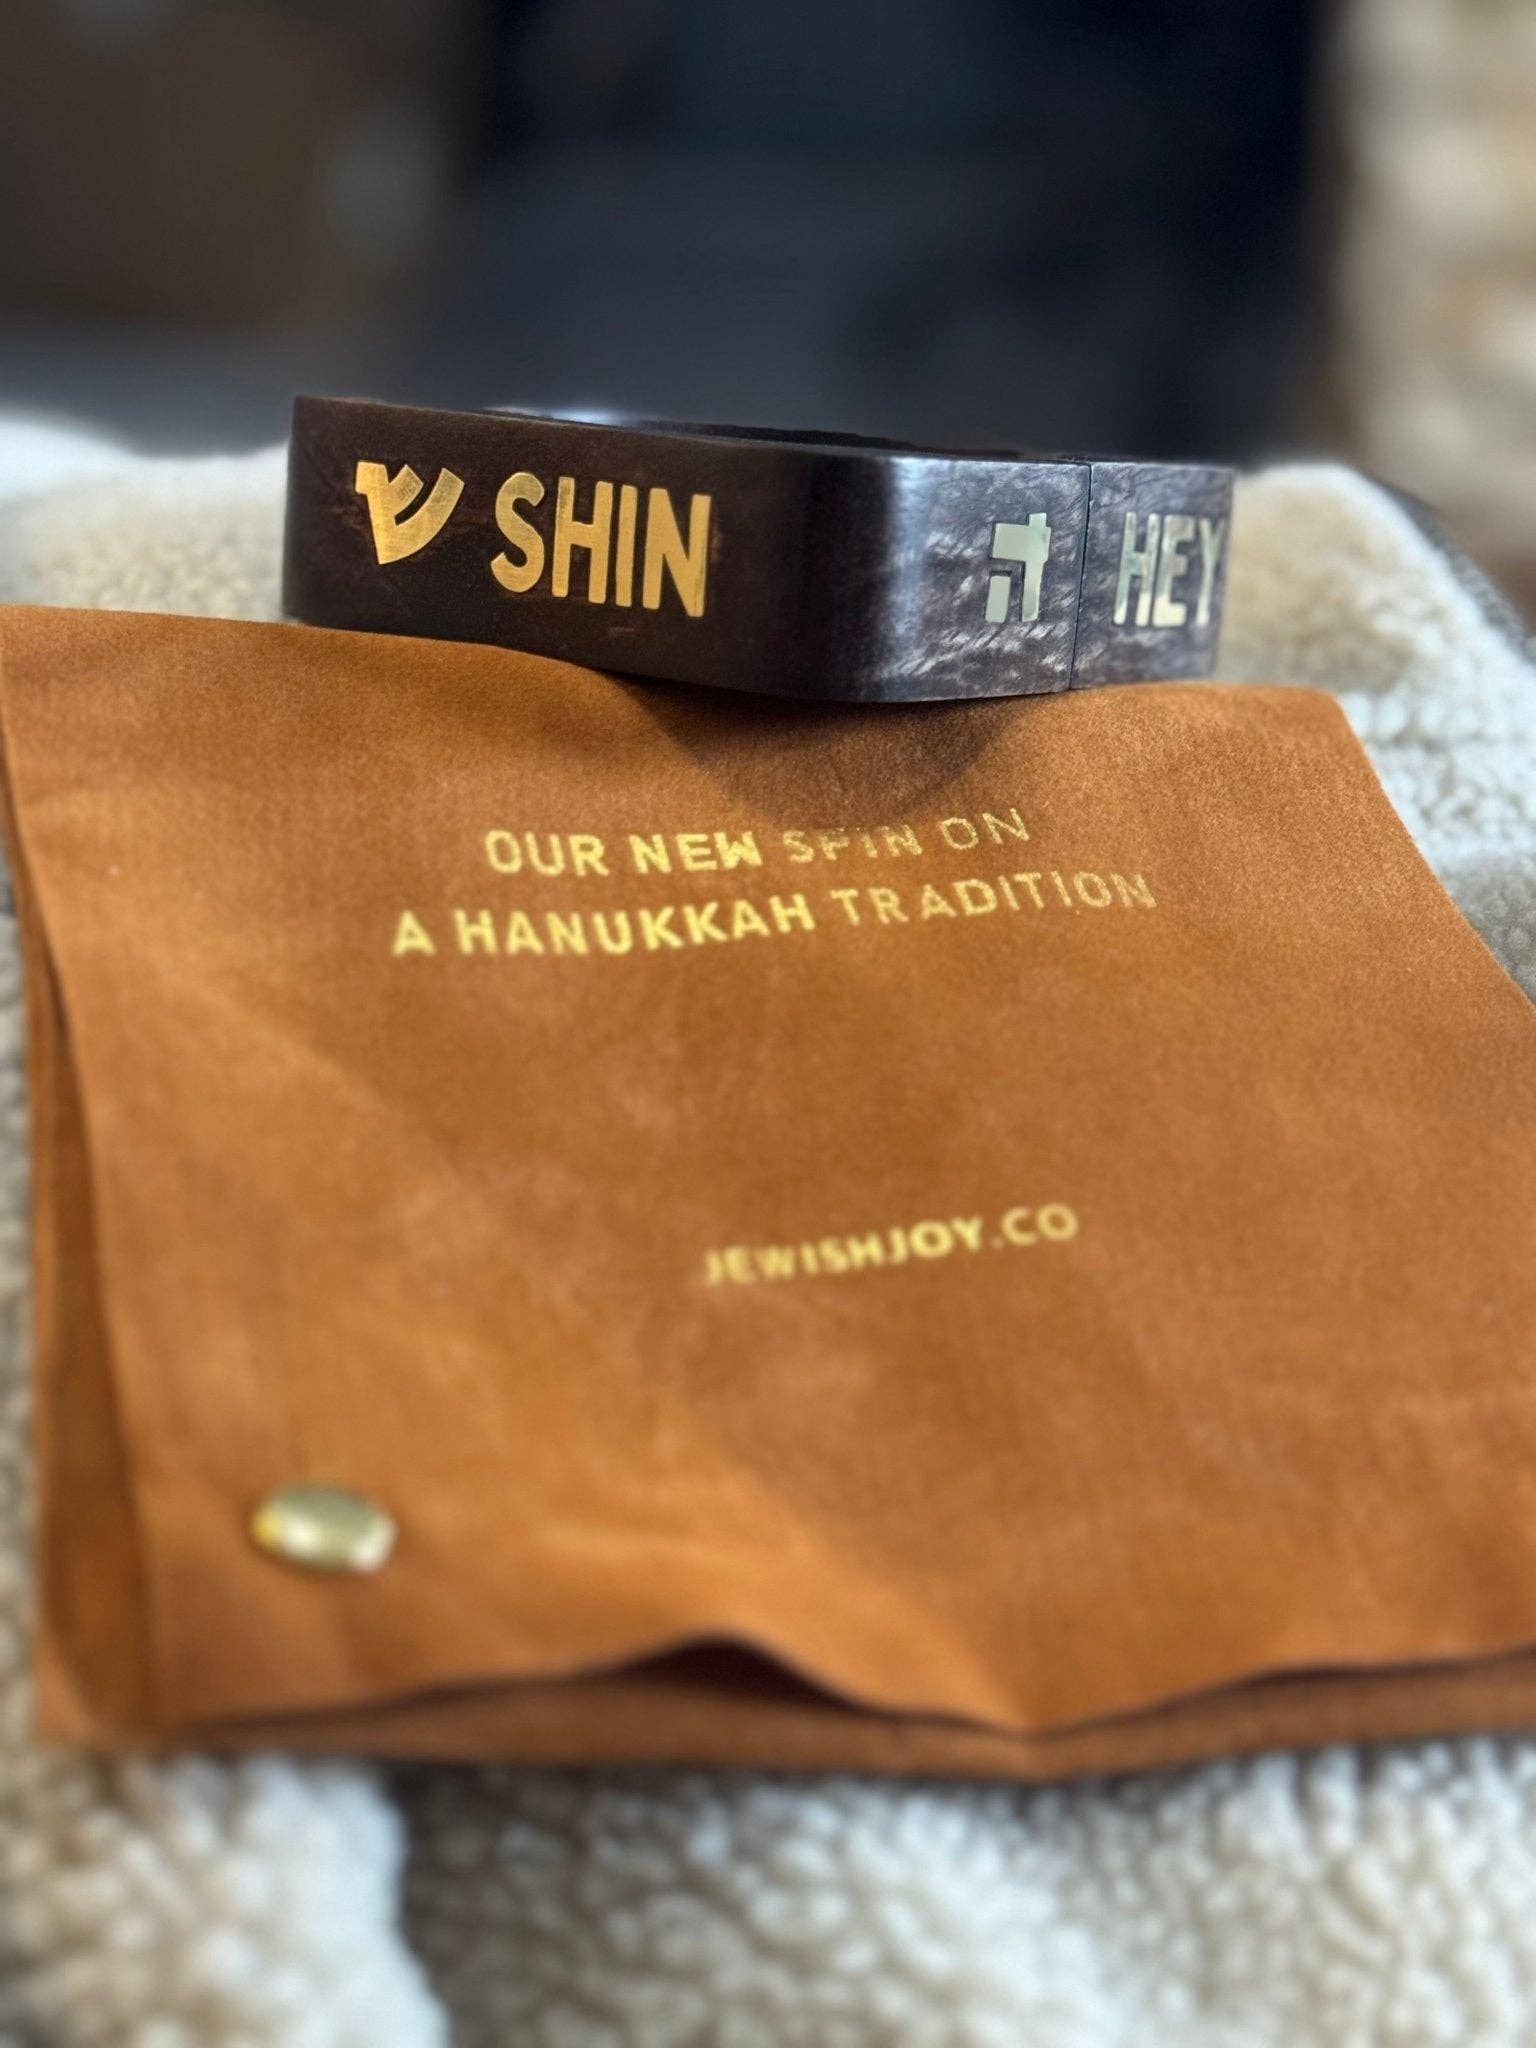 ש SHIN ה HEY
OUR NEW SPIN ON
A HANUKKAH TRADITION
JEWISHJOY.CO